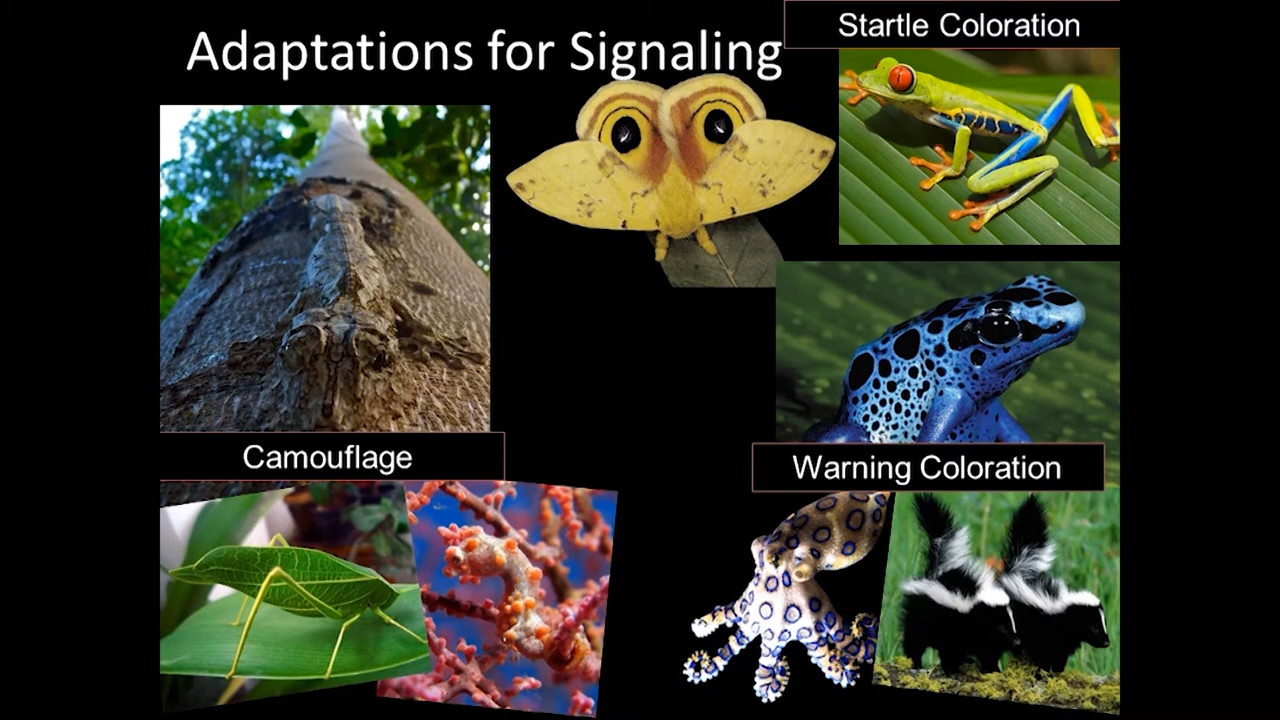 Adaptations for Signaling
Startle Coloration
Camouflage
Warning Coloration